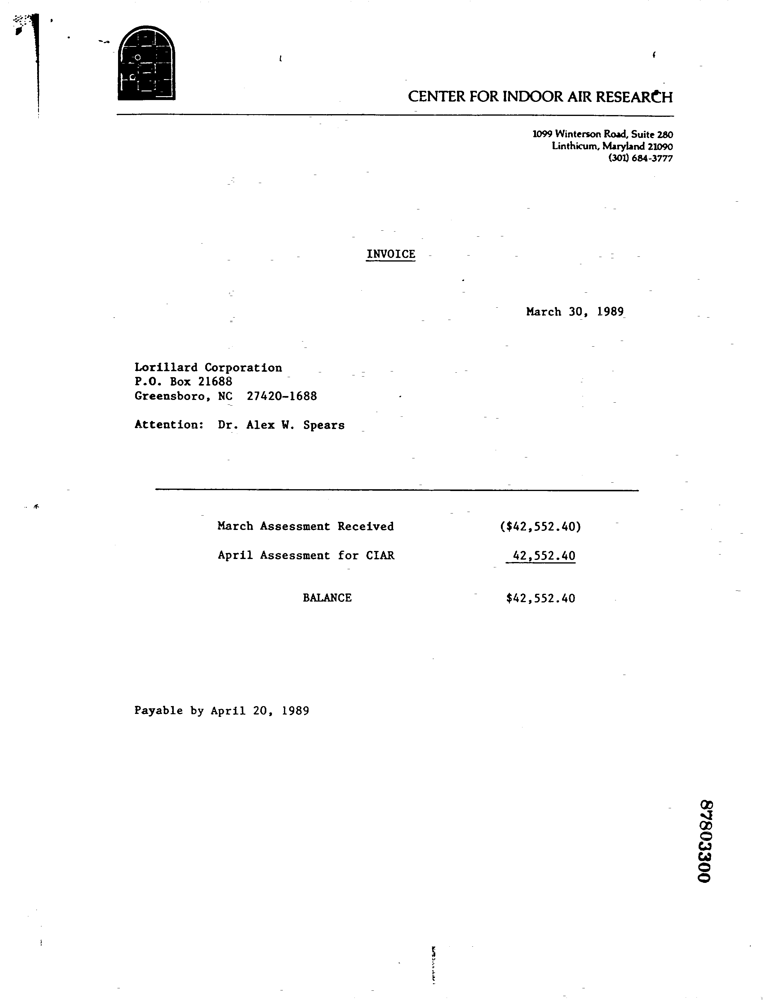 CENTER FOR INDOOR AIR RESEARCH
1099 Winterson Road, Suite 280
Linthicum, Maryland 21090
(301) 684-3777
INVOICE
March 30, 1989
Lorillard Corporation
P.O. Box 21688
Greensboro, NC 27420-1688
Attention: Dr. Alex W. Spears
March Assessment Received ($42,552.40)
April Assessment for CIAR 42,552.40
BALANCE $42,552.40
Payable by April 20, 1989
87803300